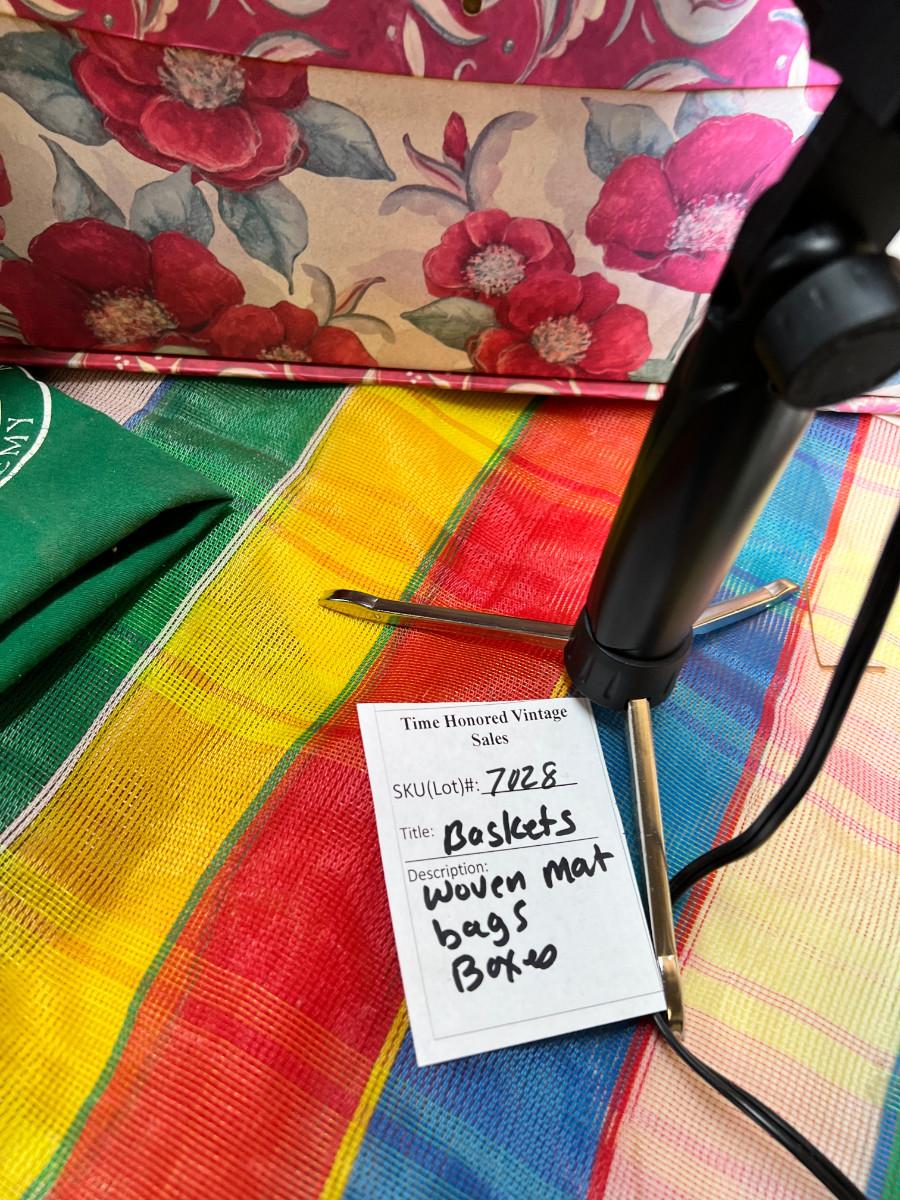 Time Honored Vintage
Sales
SKU(Lot)#: 7028
Title: Baskets
Description:
Woven mat
bags
Boxes